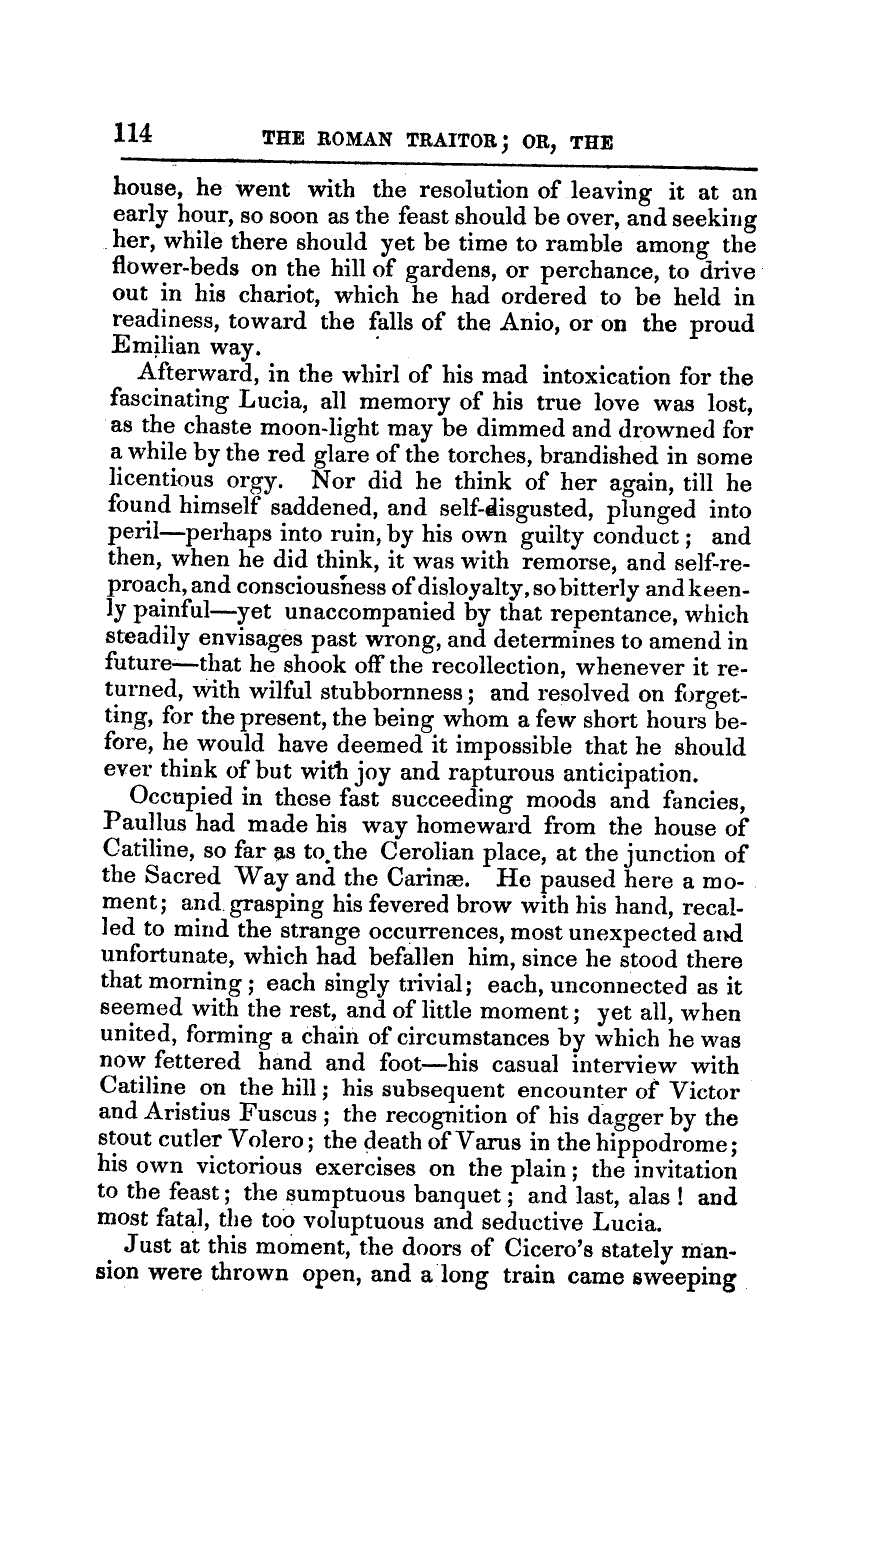 114 THE ROMAN TRAITOR; OR, THE
house, he went with the resolution of leaving it at an
early hour, so soon as the feast should be over, and seeking
her, while there should yet be time to ramble among the
flower-beds on the hill of gardens, or perchance, to drive
out in his chariot, which he had ordered to be held in
readiness, toward the falls of the Anio, or on the proud
Emilian way.
Afterward, in the whirl of his mad intoxication for the
fascinating Lucia, all memory of his true love was lost,
as the chaste moon-light may be dimmed and drowned for
a while by the red glare of the torches, brandished in some
licentious orgy. Nor did he think of her again, till he
found himself saddened, and self-disgusted, plunged into
peril—perhaps into ruin, by his own guilty conduct; and
then, when he did think, it was with remorse, and self-re-
proach, and consciousness of disloyalty, so bitterly and keen-
ly painful—yet unaccompanied by that repentance, which
steadily envisages past wrong, and determines to amend in
future—that he shook off the recollection, whenever it re-
turned, with wilful stubbornness; and resolved on forget-
ting, for the present, the being whom a few short hours be-
fore, he would have deemed it impossible that he should
ever think of but with joy and rapturous anticipation.
Occupied in these fast succeeding moods and fancies,
Paullus had made his way homeward from the house of
Catiline, so far as to the Cerolian place, at the junction of
the Sacred Way and the Carinæ. He paused here a mo-
ment; and grasping his fevered brow with his hand, recal-
led to mind the strange occurrences, most unexpected and
unfortunate, which had befallen him, since he stood there
that morning; each singly trivial; each, unconnected as it
seemed with the rest, and of little moment; yet all, when
united, forming a chain of circumstances by which he was
now fettered hand and foot—his casual interview with
Catiline on the hill; his subsequent encounter of Victor
and Aristius Fuscus; the recognition of his dagger by the
stout cutler Volero; the death of Varus in the hippodrome;
his own victorious exercises on the plain; the invitation
to the feast; the sumptuous banquet; and last, alas! and
most fatal, the too voluptuous and seductive Lucia.
Just at this moment, the doors of Cicero's stately man-
sion were thrown open, and a long train came sweeping